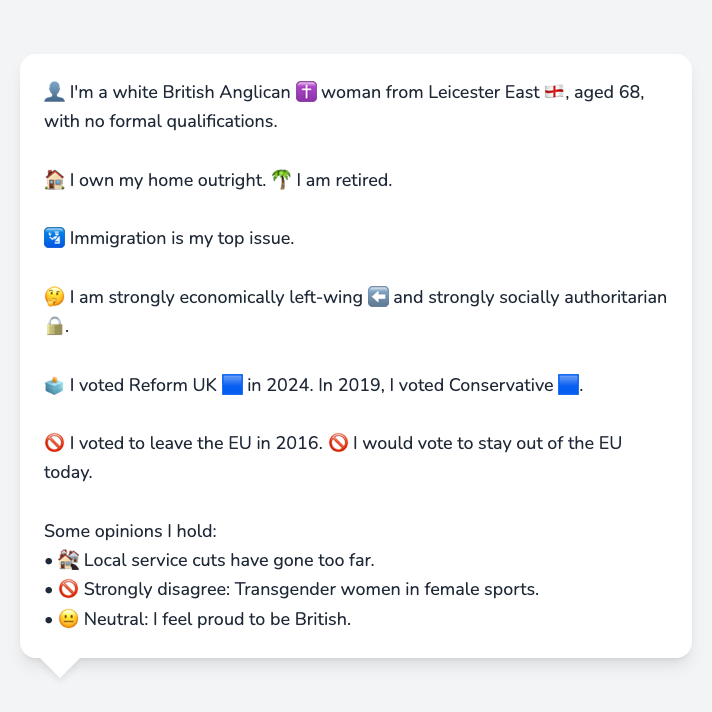 👤 I'm a white British Anglican ✝️ woman from Leicester East 🏴󠁧󠁢󠁥󠁮󠁧󠁿, aged 68,
with no formal qualifications.
🏠 I own my home outright. 🌴 I am retired.
🛂 Immigration is my top issue.
🤔 I am strongly economically left-wing ⬅️ and strongly socially authoritarian
🔒.
🗳️ I voted Reform UK 🟦 in 2024. In 2019, I voted Conservative 🟦.
🚫 I voted to leave the EU in 2016. 🚫 I would vote to stay out of the EU
today.
Some opinions I hold:
• 🏚️ Local service cuts have gone too far.
• 🚫 Strongly disagree: Transgender women in female sports.
• 😐 Neutral: I feel proud to be British.